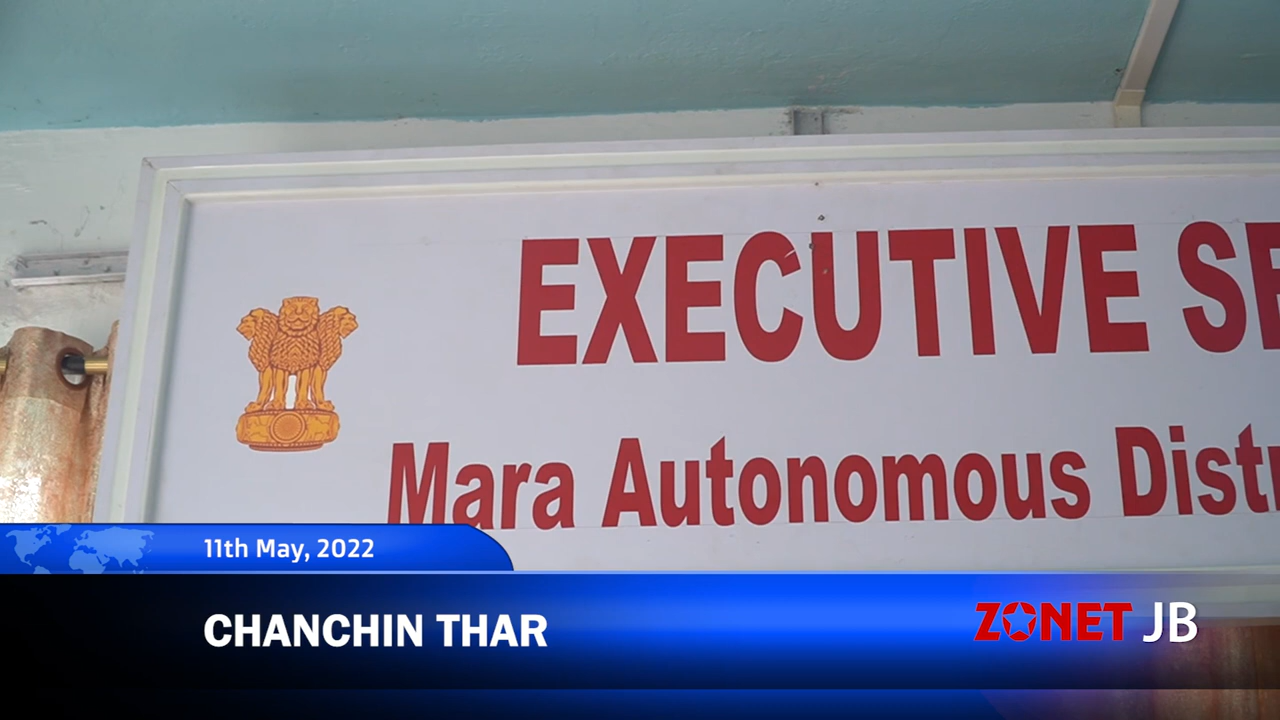 EXECUTIVE SE
Mara Autonomous Distr
11th May, 2022
CHANCHIN THAR
ZONET JB